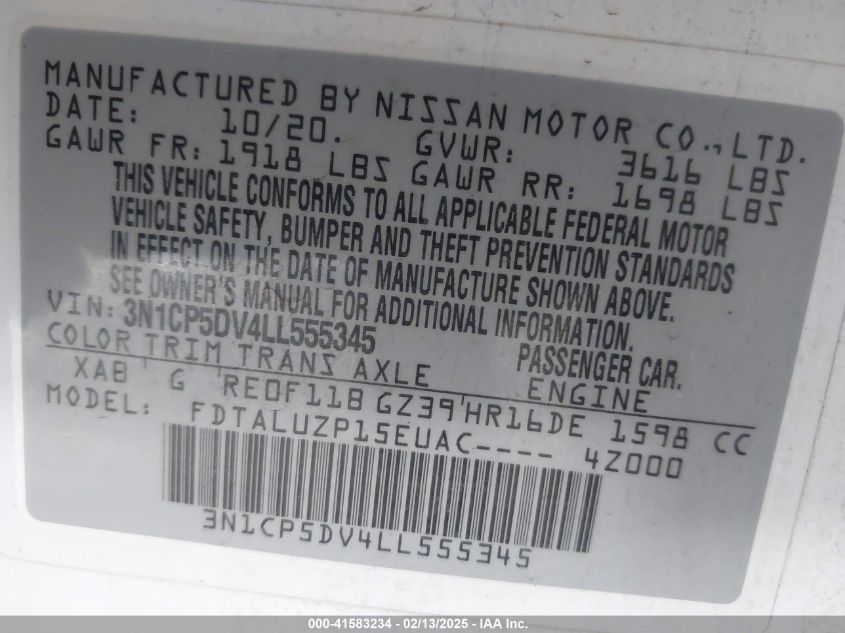 MANUFACTURED BY NISSAN MOTOR CO., LTD.
DATE: 10/20. GVWR: 3616 LBS
GAWR FR: 1918 LBS GAWR RR: 1698 LBS
THIS VEHICLE CONFORMS TO ALL APPLICABLE FEDERAL MOTOR
VEHICLE SAFETY, BUMPER AND THEFT PREVENTION STANDARDS
IN EFFECT ON THE DATE OF MANUFACTURE SHOWN ABOVE.
SEE OWNER'S MANUAL FOR ADDITIONAL INFORMATION.
VIN: 3N1CP5DV4LL555345 PASSENGER CAR.
COLOR TRIM TRANS AXLE ENGINE
XAB G RE0F11B GZ39 HR16DE 1598 CC
MODEL: FDTALUZP15EUAC---- 4Z000
3N1CP5DV4LL555345
000-41583234 - 02/13/2025 - IAA Inc.